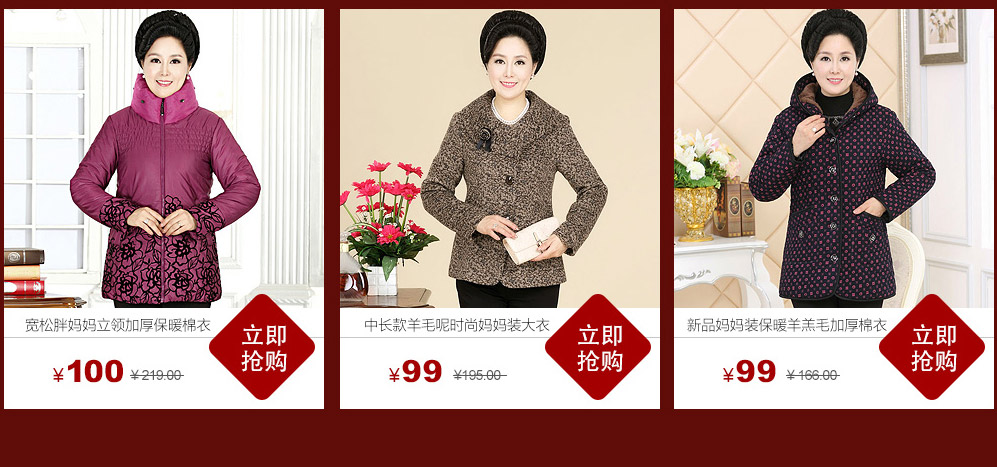 宽松胖妈妈立领加厚保暖棉衣
¥100 ¥219.00
立即
抢购
中长款羊毛呢时尚妈妈装大衣
¥99 ¥195.00
立即
抢购
新品妈妈装保暖羊羔毛加厚棉衣
¥99 ¥166.00
立即
抢购